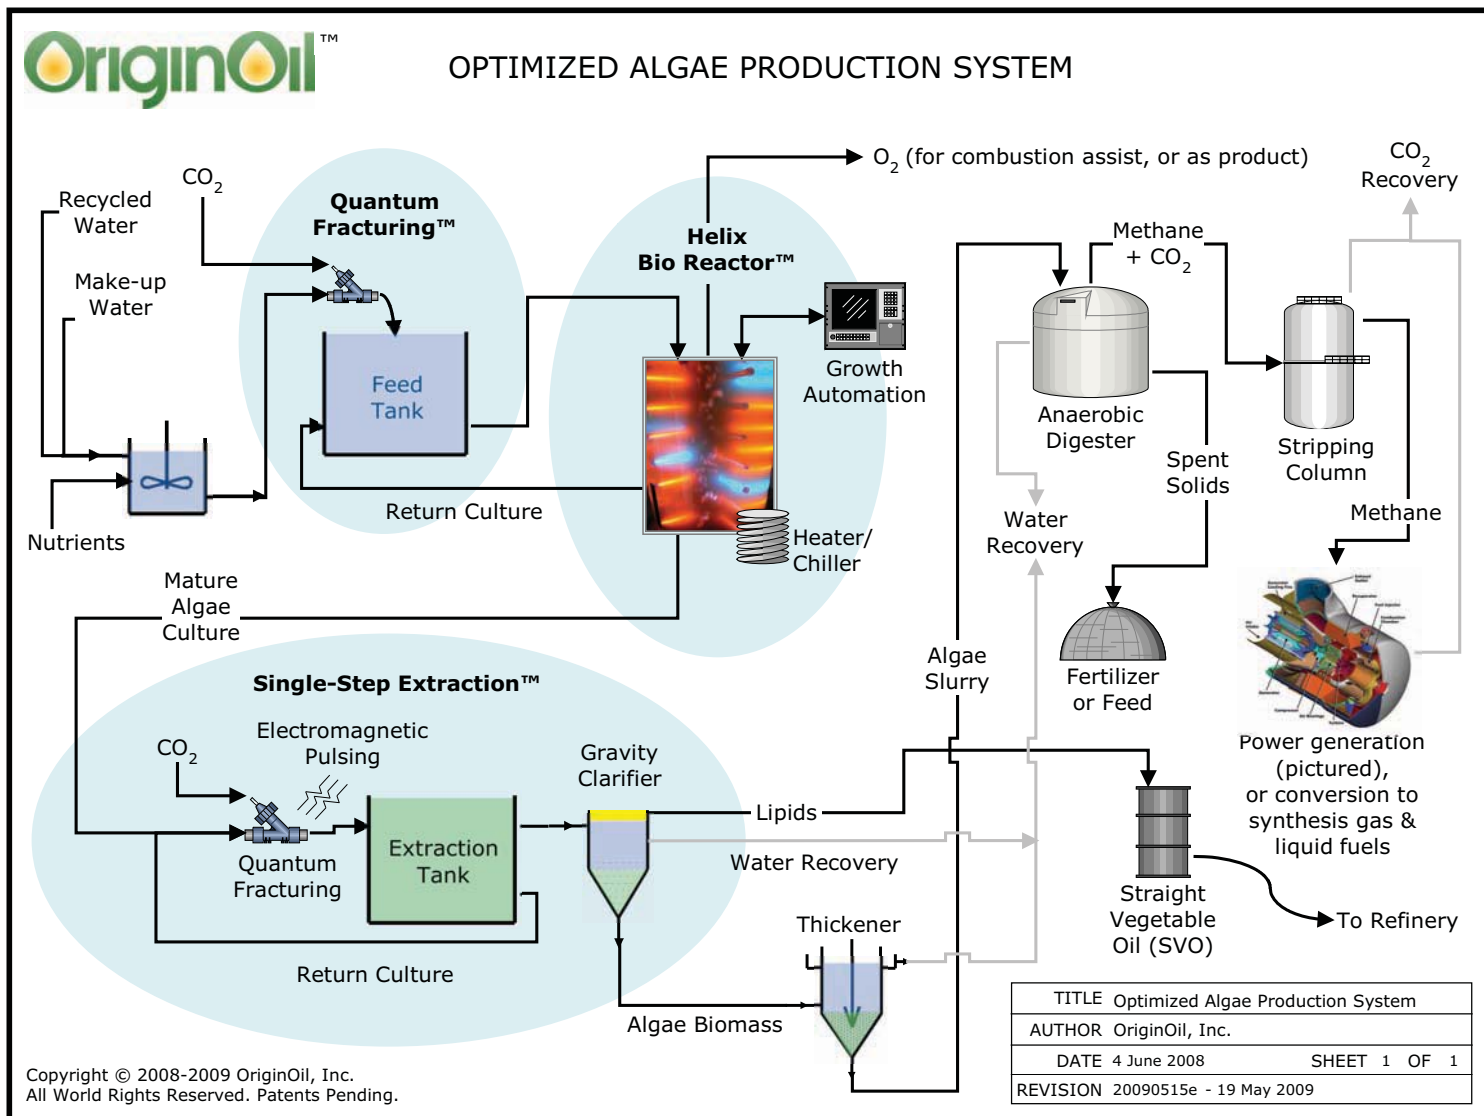 OriginOil™
OPTIMIZED ALGAE PRODUCTION SYSTEM
CO2
Recycled
Water
Make-up
Water
Nutrients
Quantum
Fracturing™
Feed
Tank
Return Culture
O2 (for combustion assist, or as product)
Helix
Bio Reactor™
Growth
Automation
Heater/
Chiller
Mature
Algae
Culture
CO2
Recovery
Methane
+ CO2
Anaerobic
Digester
Stripping
Column
Spent
Solids
Methane
Water
Recovery
Fertilizer
or Feed
Algae
Slurry
Power generation
(pictured),
or conversion to
synthesis gas &
liquid fuels
Single-Step Extraction™
Electromagnetic
Pulsing
CO2
Quantum
Fracturing
Extraction
Tank
Return Culture
Gravity
Clarifier
Lipids
Water Recovery
Thickener
Algae Biomass
Straight
Vegetable
Oil (SVO)
To Refinery
TITLE Optimized Algae Production System
AUTHOR OriginOil, Inc.
DATE 4 June 2008 SHEET 1 OF 1
REVISION 20090515e - 19 May 2009
Copyright © 2008-2009 OriginOil, Inc.
All World Rights Reserved. Patents Pending.